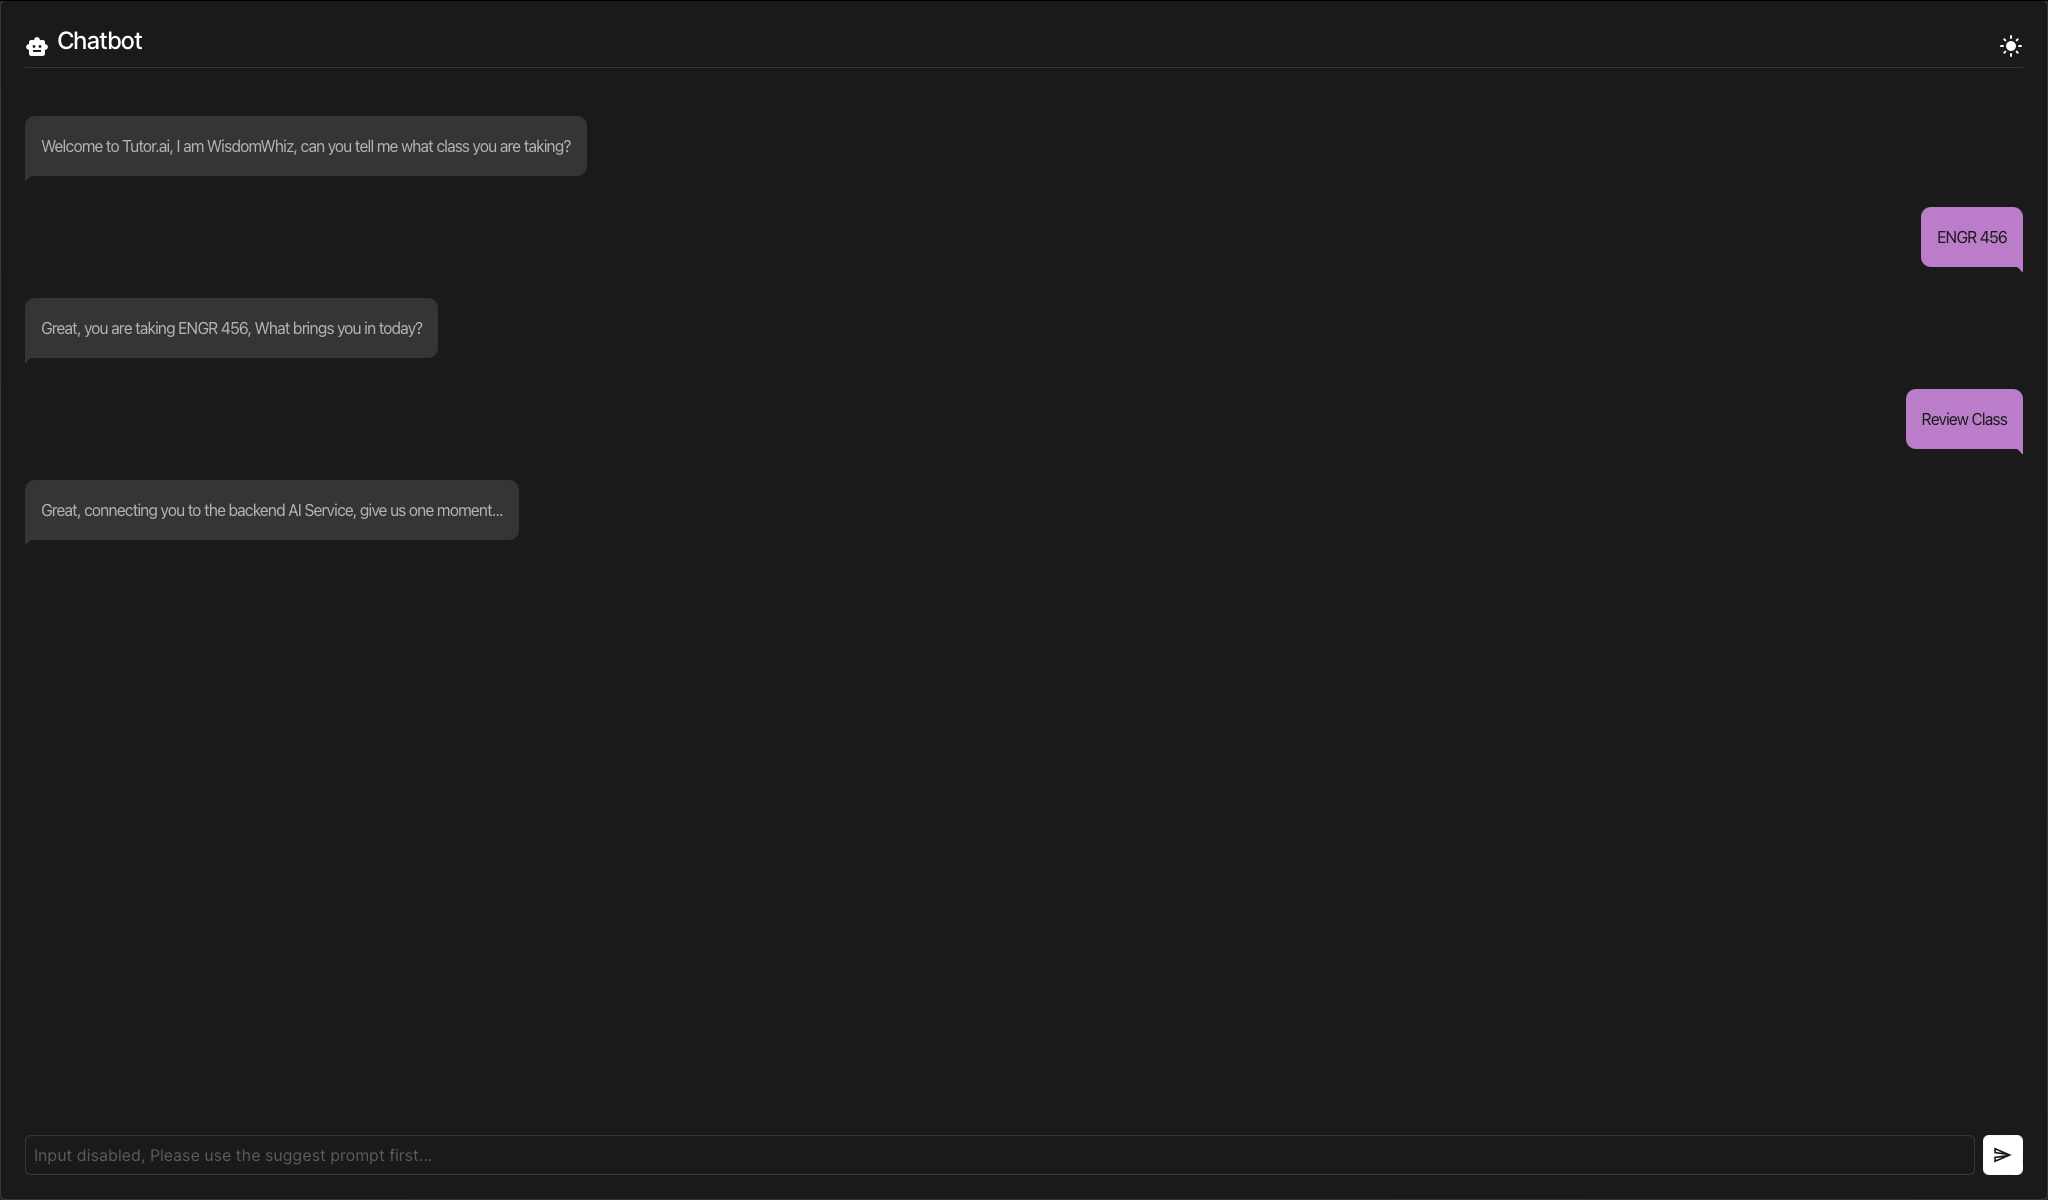 Chatbot
Welcome to Tutor.ai, I am WisdomWhiz, can you tell me what class you are taking?
ENGR 456
Great, you are taking ENGR 456, What brings you in today?
Review Class
Great, connecting you to the backend AI Service, give us one moment...
Input disabled, Please use the suggest prompt first...